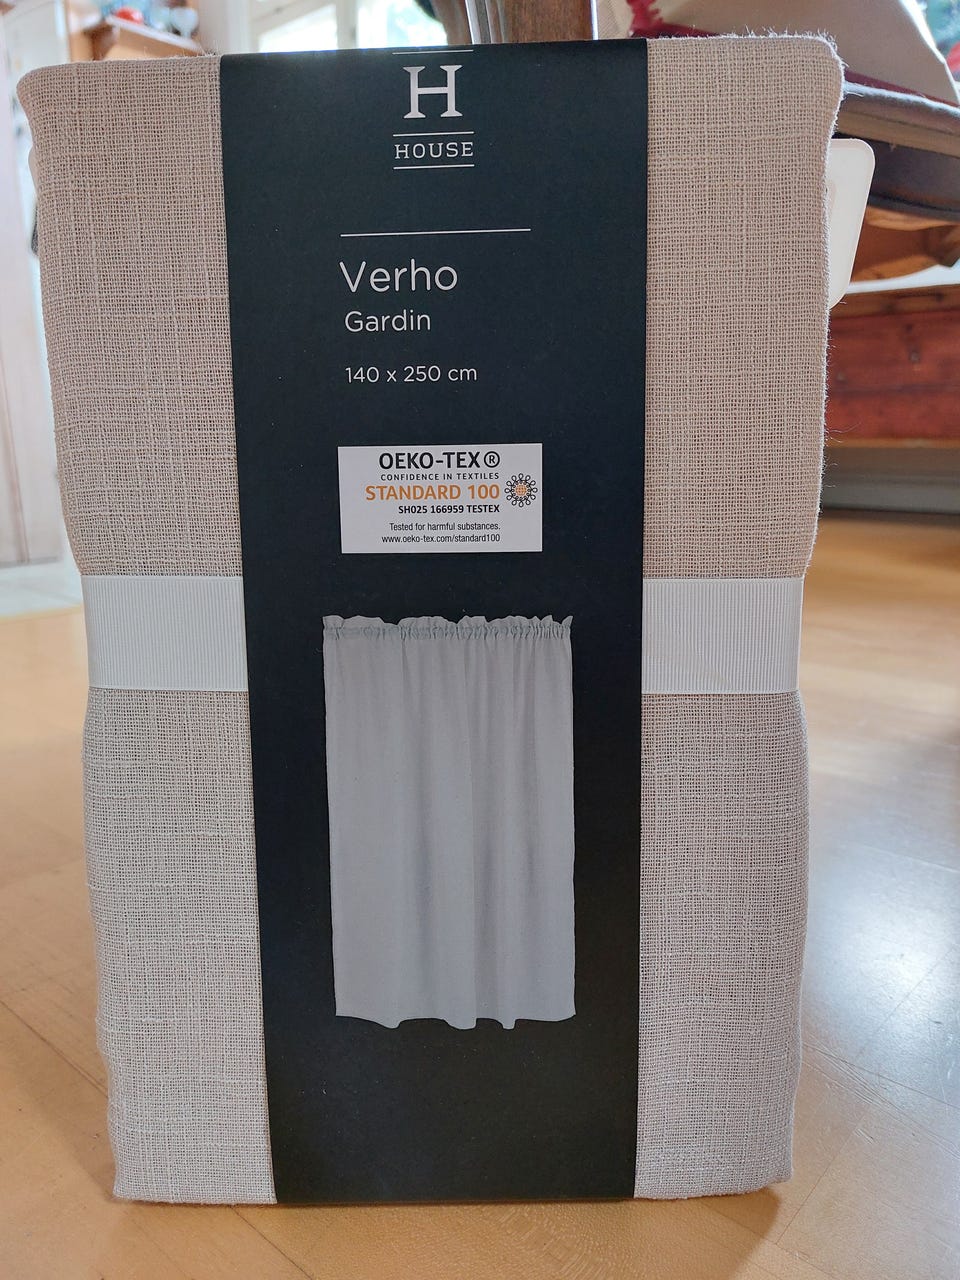 H
HOUSE
Verho
Gardin
140 x 250 cm
OEKO-TEX®
CONFIDENCE IN TEXTILES
STANDARD 100
SH025 166959 TESTEX
Tested for harmful substances.
www.oeko-tex.com/standard100